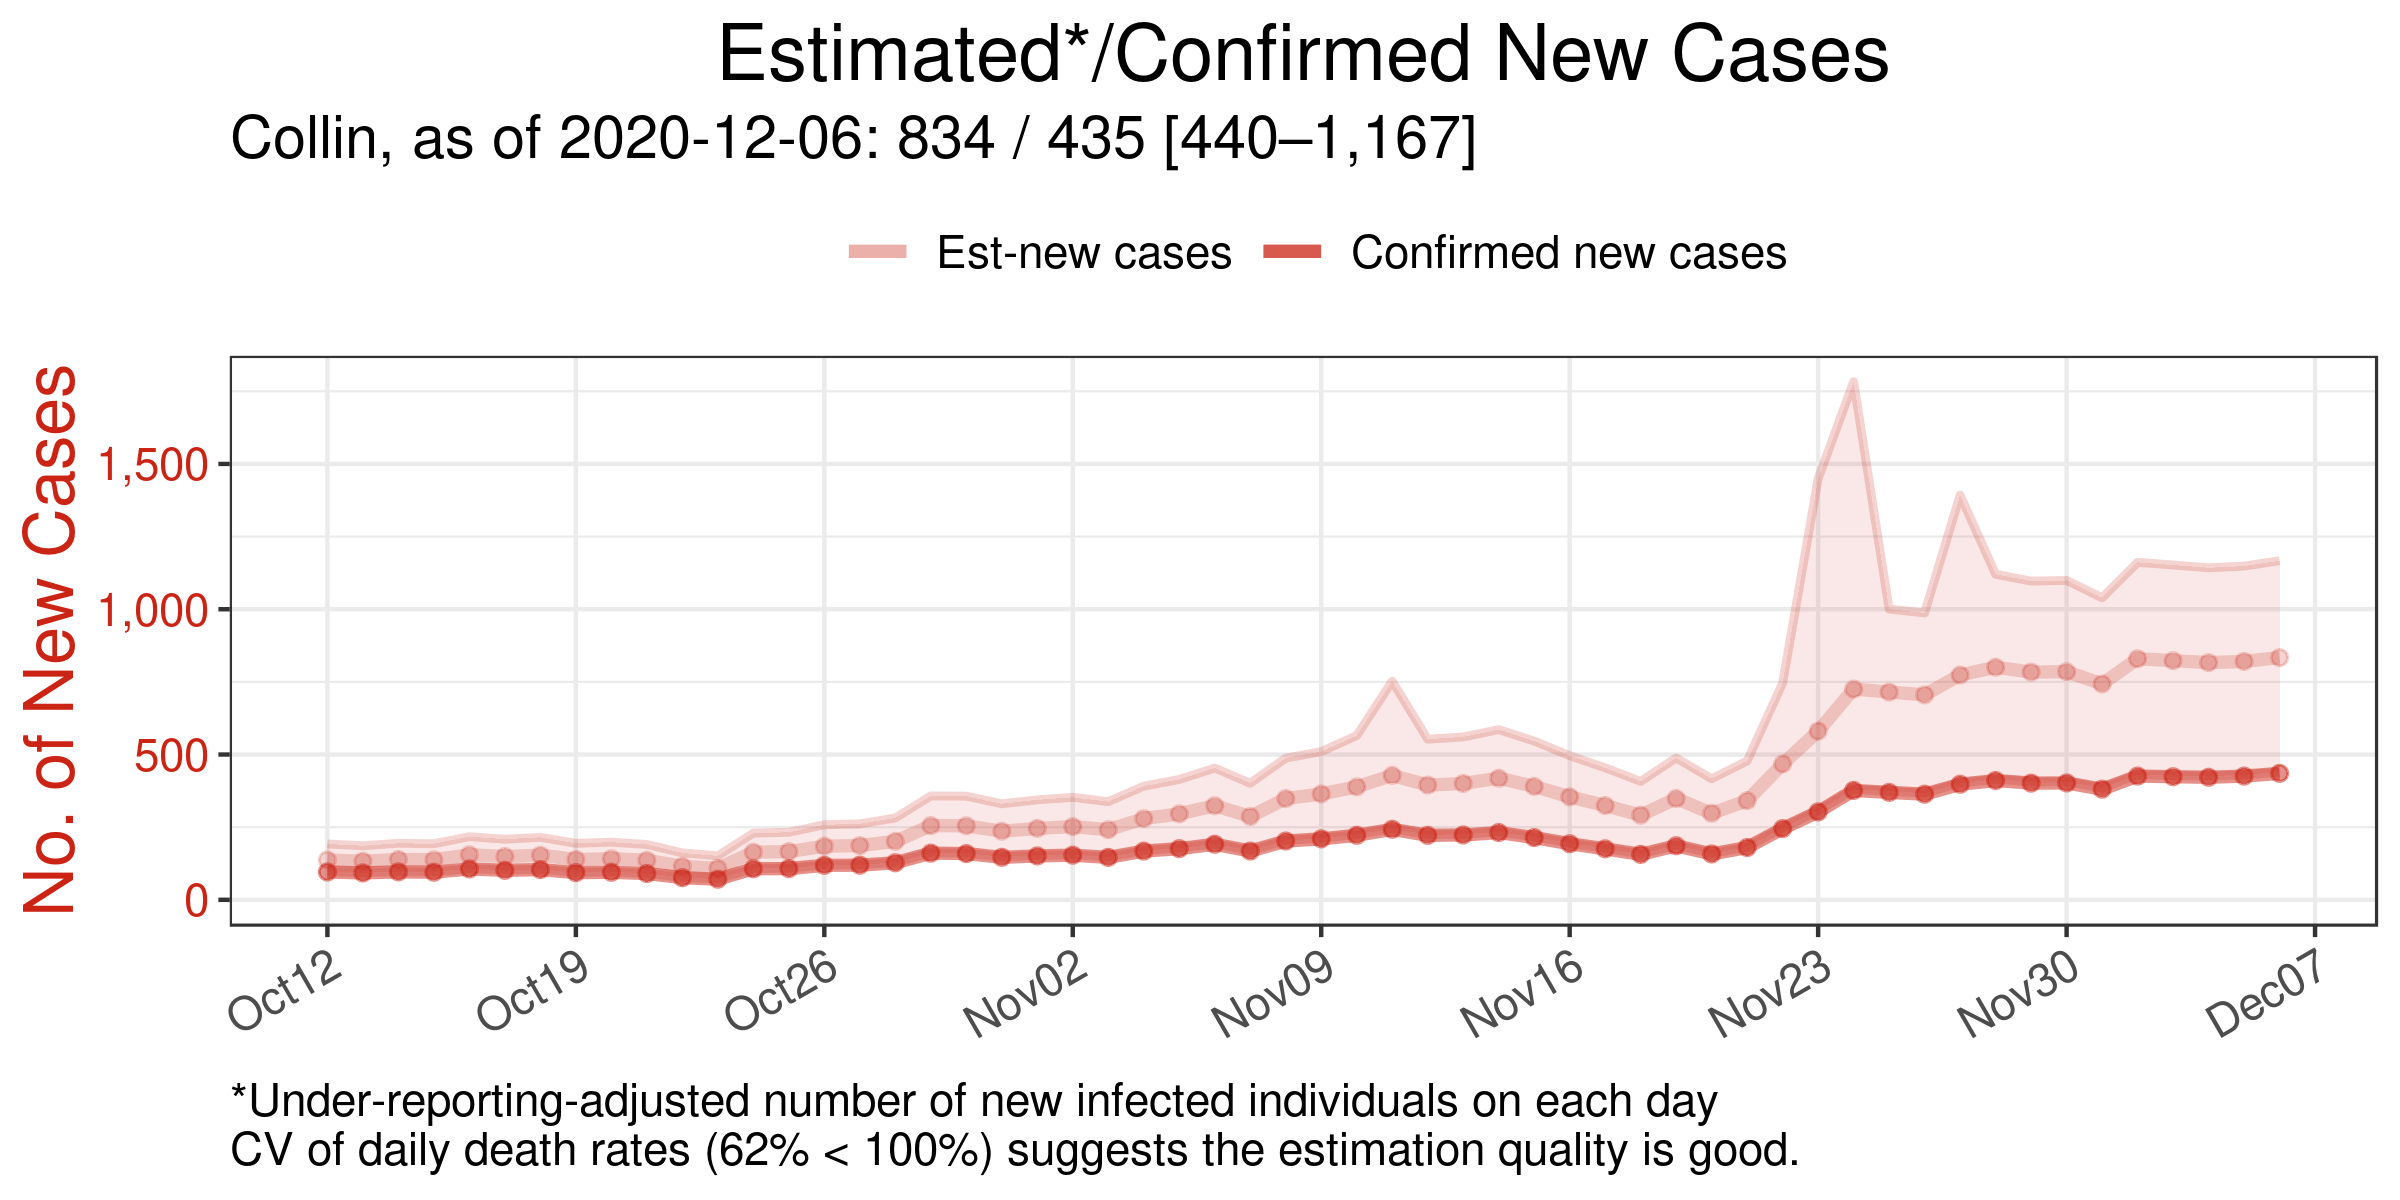 Estimated*/Confirmed New Cases
Collin, as of 2020-12-06: 834 / 435 [440–1,167]
Est-new cases
Confirmed new cases
No. of New Cases
1,500
1,000
500
0
Oct12
Oct19
Oct26
Nov02
Nov09
Nov16
Nov23
Nov30
Dec07
*Under-reporting-adjusted number of new infected individuals on each day
CV of daily death rates (62% < 100%) suggests the estimation quality is good.